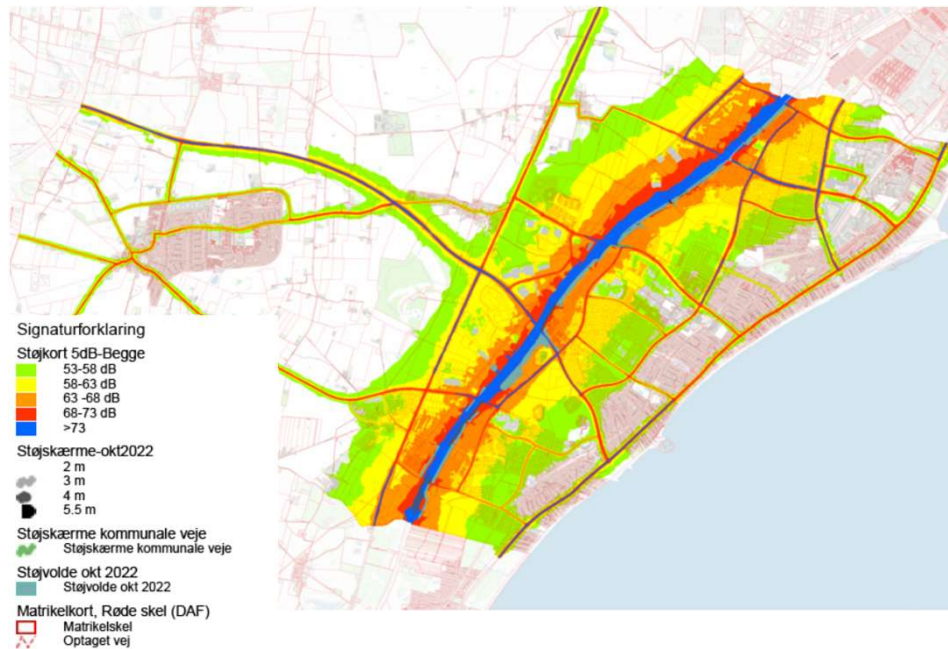 Signaturforklaring
Støjkort 5dB-Begge
53-58 dB
58-63 dB
63 -68 dB
68-73 dB
>73
Støjskærme-okt2022
2 m
3 m
4 m
5.5 m
Støjskærme kommunale veje
Støjskærme kommunale veje
Støjvolde okt 2022
Støjvolde okt 2022
Matrikelkort, Røde skel (DAF)
Matrikelskel
Optaget vej